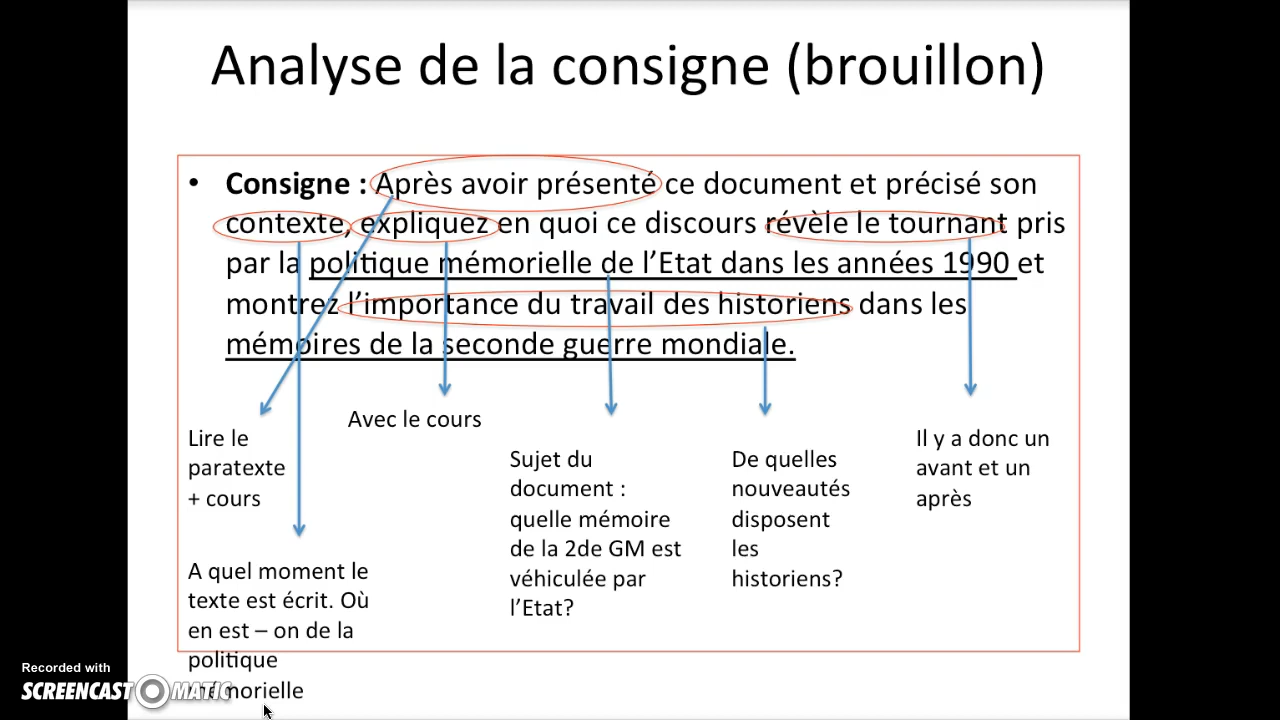 Analyse de la consigne (brouillon)
• Consigne : Après avoir présenté ce document et précisé son
contexte, expliquez en quoi ce discours révèle le tournant pris
par la politique mémorielle de l'Etat dans les années 1990 et
montrez l'importance du travail des historiens dans les
mémoires de la seconde guerre mondiale.
Lire le
paratexte
+ cours
Avec le cours
Sujet du
document :
quelle mémoire
de la 2de GM est
véhiculée par
l'Etat?
De quelles
nouveautés
disposent
les
historiens?
Il y a donc un
avant et un
après
A quel moment le
texte est écrit. Où
en est – on de la
politique
mémorielle
Recorded with
SCREENCAST-O-MATIC